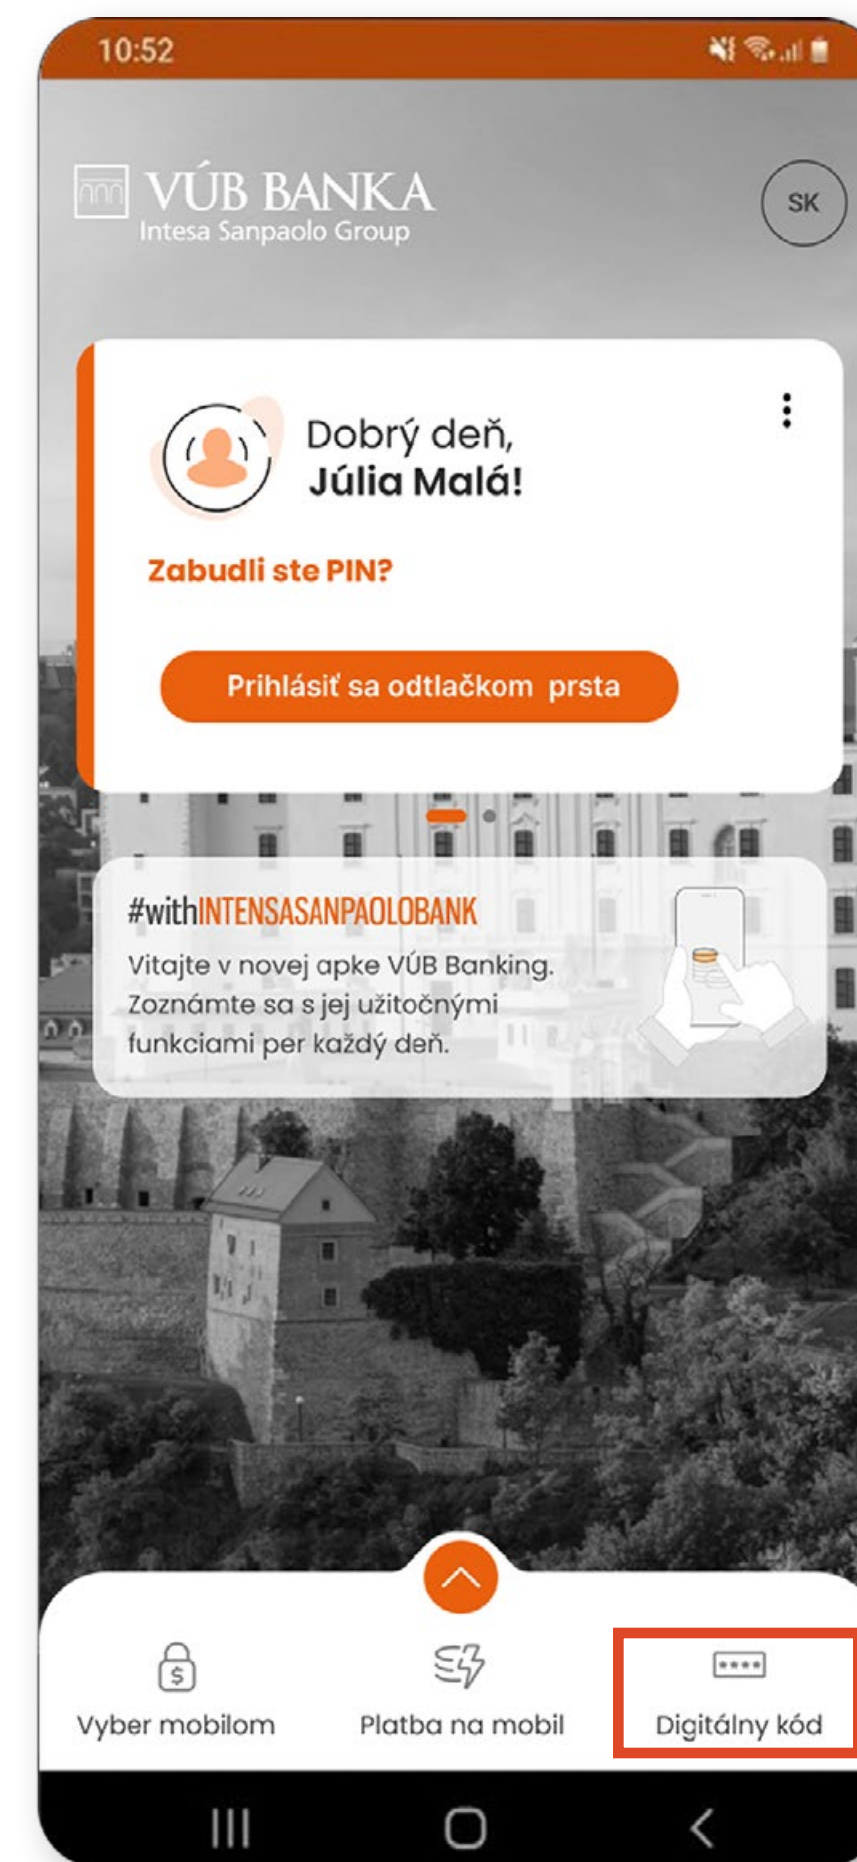 10:52
VÚB BANKA
Intesa Sanpaolo Group
SK
Dobrý deň,
Júlia Malá!
Zabudli ste PIN?
Prihlásiť sa odtlačkom prsta
#withINTENSASANPAOLOBANK
Vitajte v novej apke VÚB Banking.
Zoznámte sa s jej užitočnými
funkciami per každý deň.
Vyber mobilom
Platba na mobil
Digitálny kód